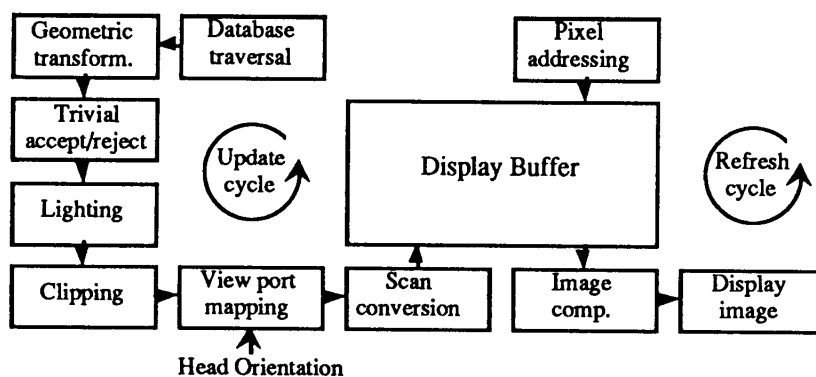 Geometric
transform.
Database
traversal
Pixel
addressing
Trivial
accept/reject
Update
cycle
Display Buffer
Refresh
cycle
Lighting
Clipping
View port
mapping
Scan
conversion
Image
comp.
Display
image
Head Orientation